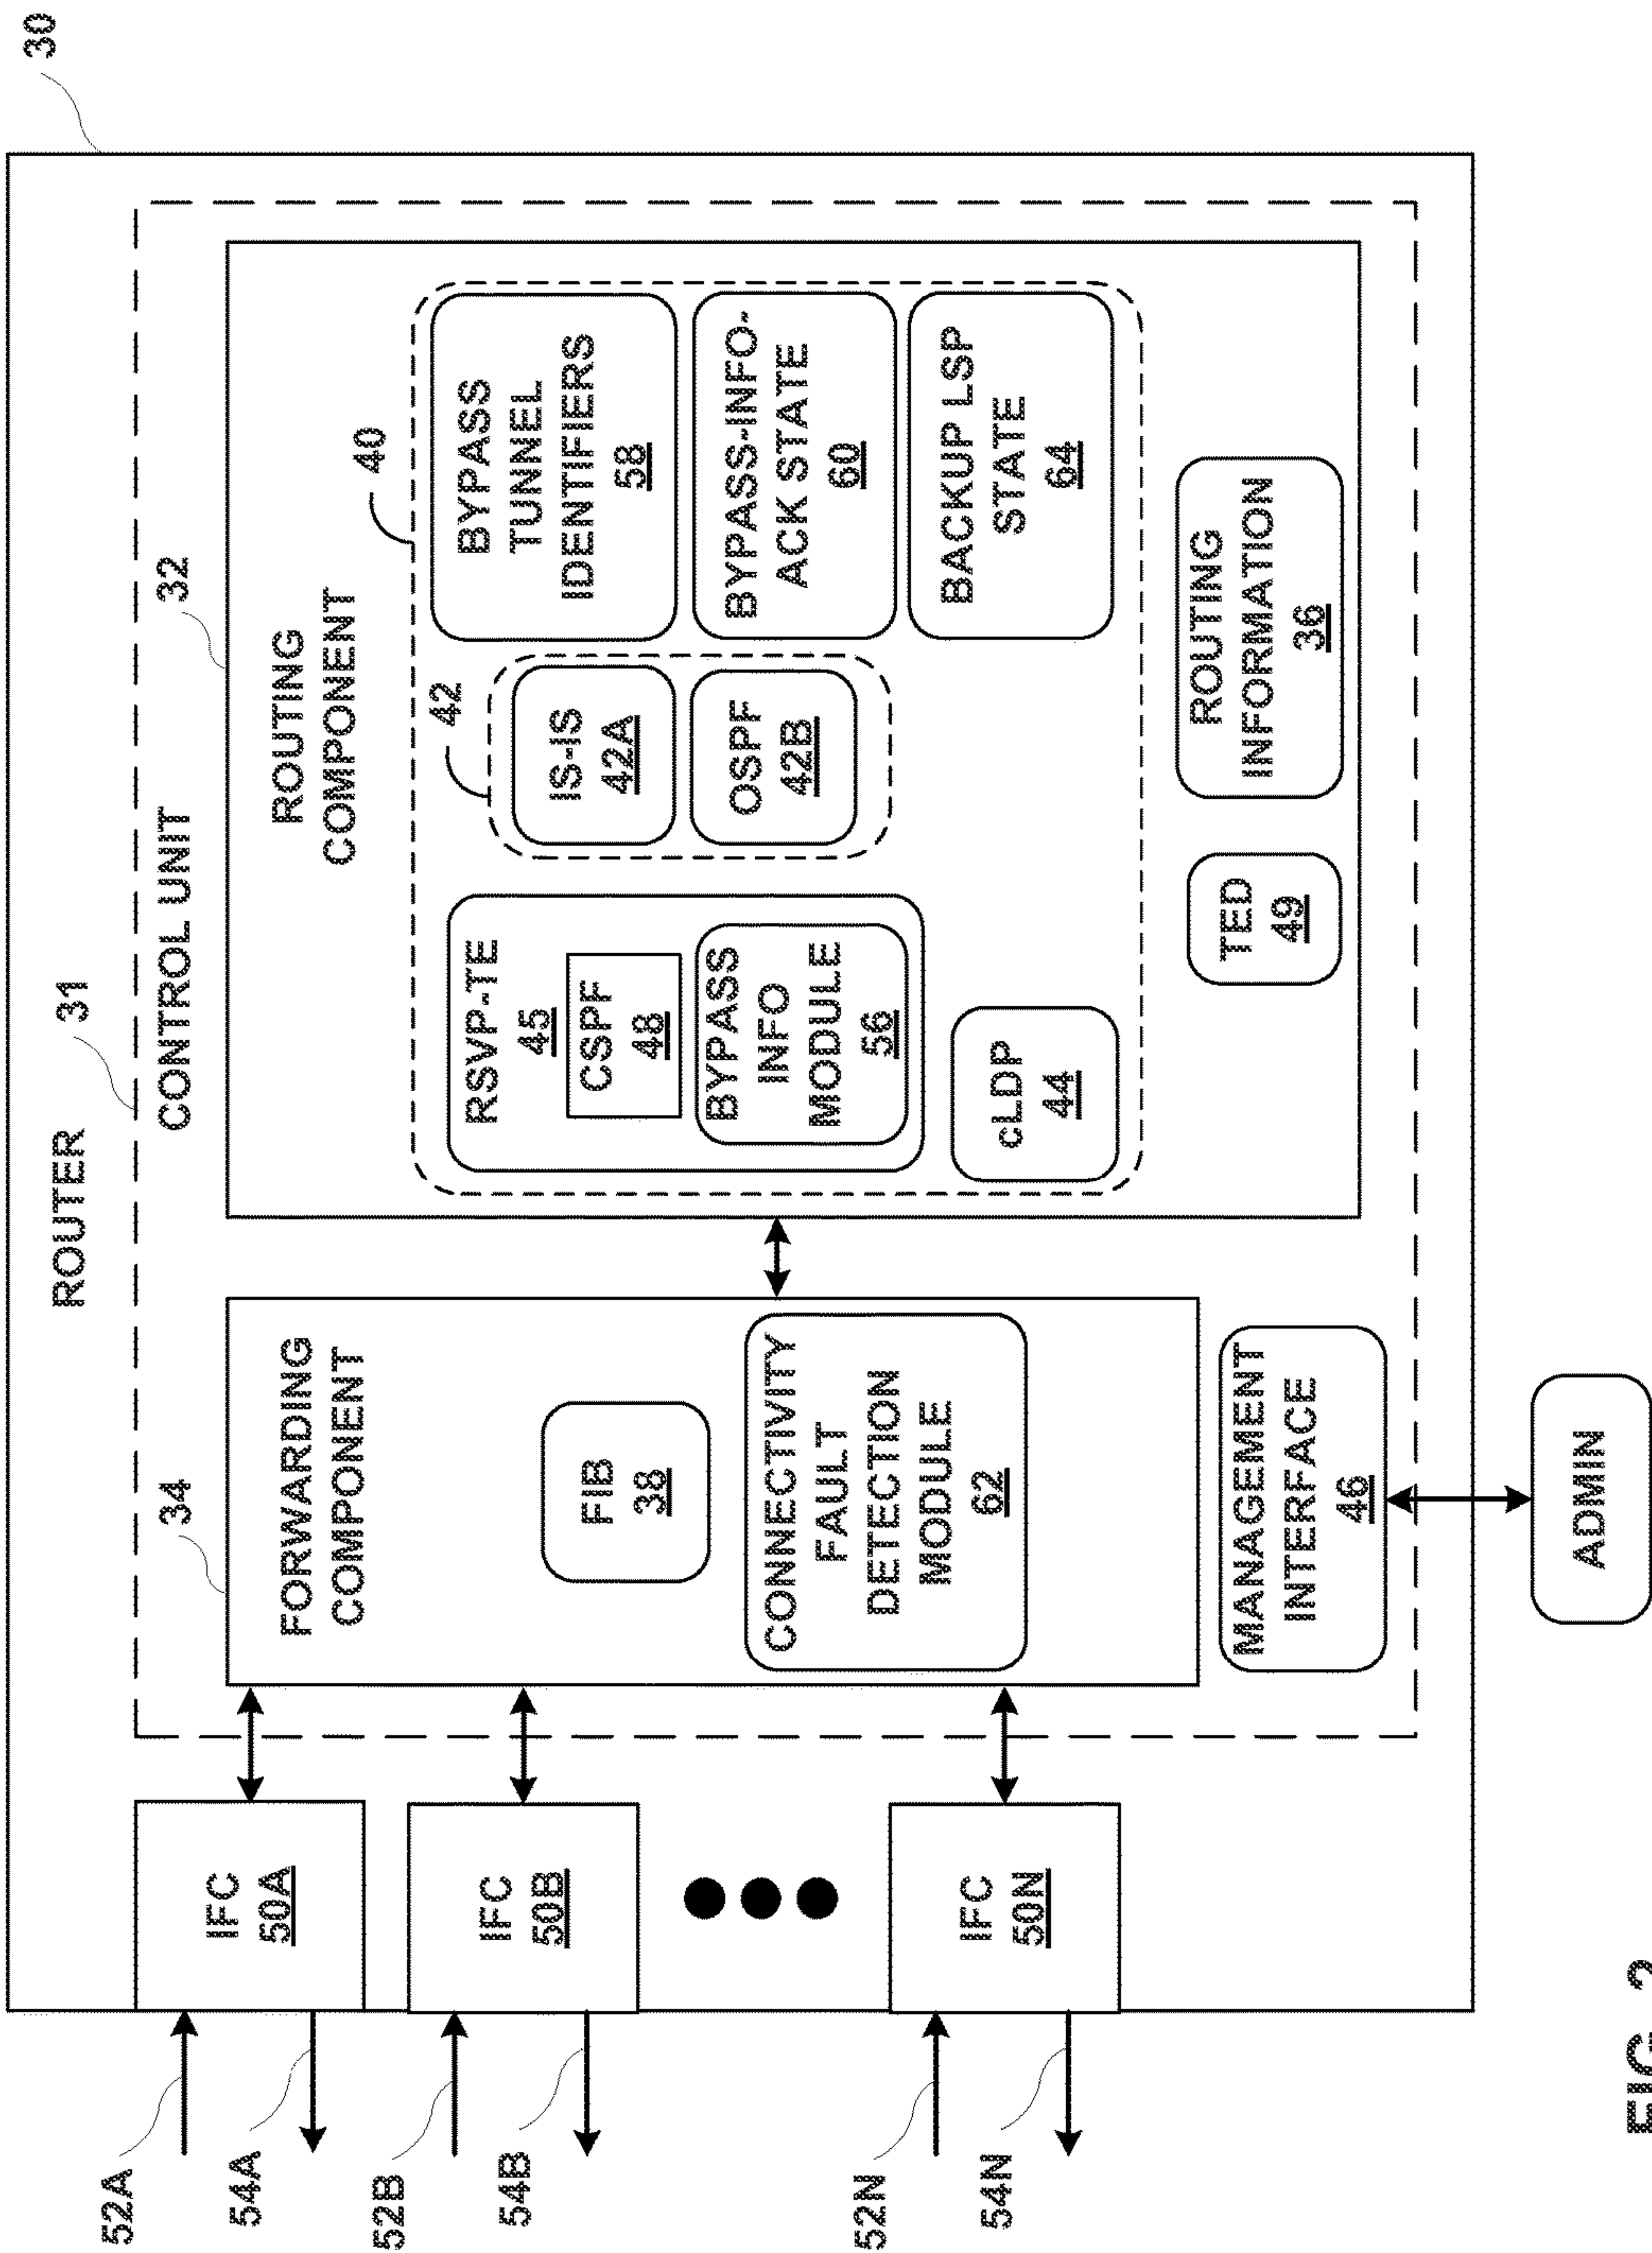 30
ROUTER
31
CONTROL UNIT
32
ROUTING
COMPONENT
40
RSVP-TE
45
CSPF
48
BYPASS
INFO
MODULE
56
42
IS-IS
42A
OSPF
42B
BYPASS
TUNNEL
IDENTIFIERS
58
BYPASS-INFO-
ACK STATE
60
BACKUP LSP
STATE
64
cLDP
44
TED
49
ROUTING
INFORMATION
36
34
FORWARDING
COMPONENT
FIB
38
CONNECTIVITY
FAULT
DETECTION
MODULE
62
MANAGEMENT
INTERFACE
46
ADMIN
IFC
50A
IFC
50B
IFC
50N
52A
54A
52B
54B
52N
54N
FIG. 2